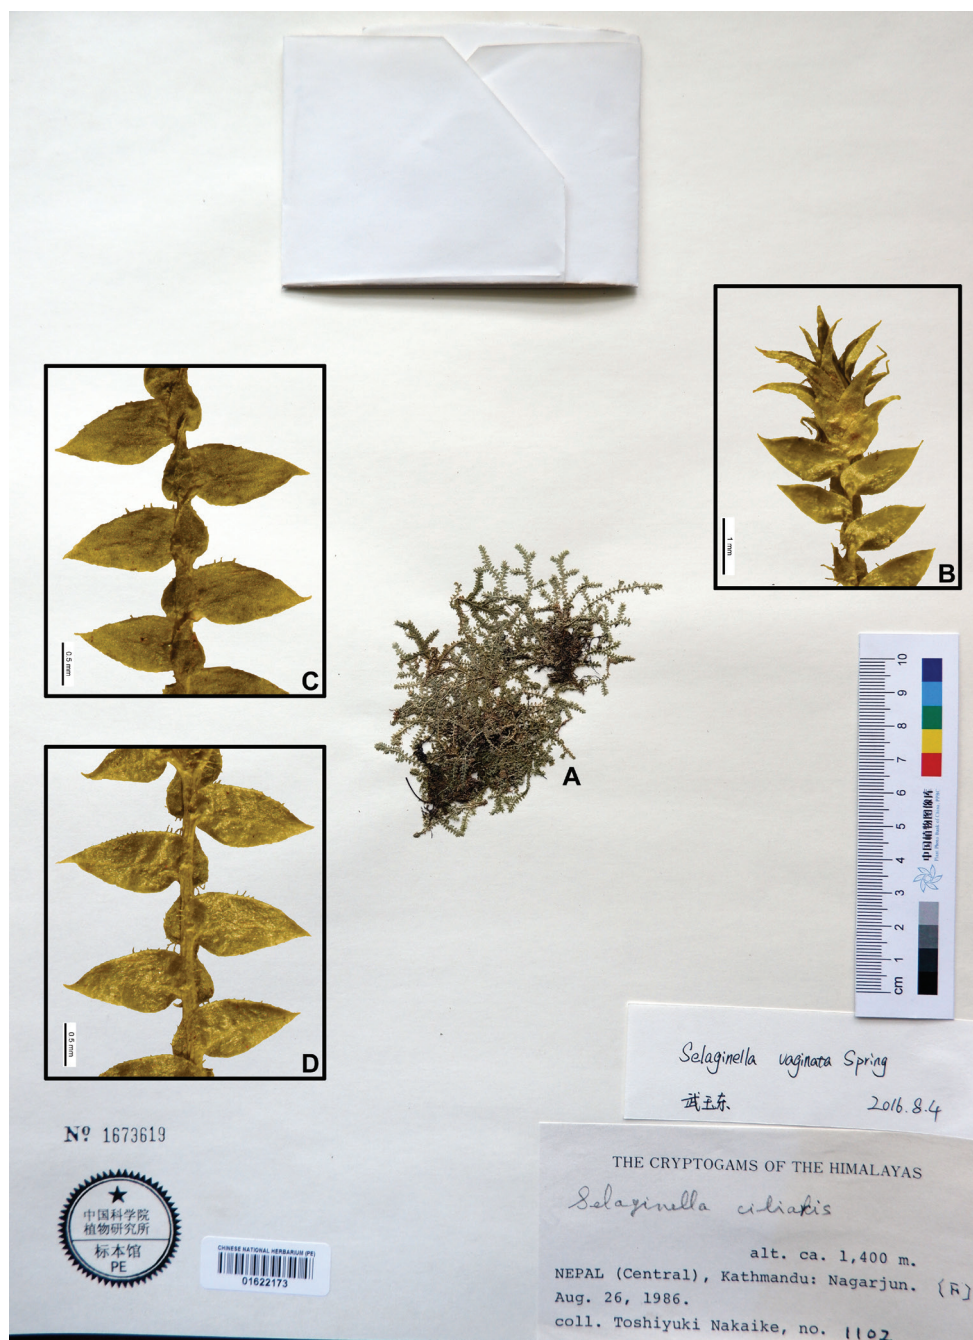 B
1 mm
C
0.5 mm
A
D
0.5 mm
10
9
8
7
6
5
4
3
2
1
cm
中国植物图像库
Selaginella vaginata Spring
武玉东
2016.8.4
Nº 1673619
中国科学院
植物研究所
标本馆
PE
CHINESE NATIONAL HERBARIUM (PE)
01622173
THE CRYPTOGAMS OF THE HIMALAYAS
Selaginella ciliaris
alt. ca. 1,400 m.
NEPAL (Central), Kathmandu: Nagarjun.
Aug. 26, 1986.
coll. Toshiyuki Nakaike, no. 1102